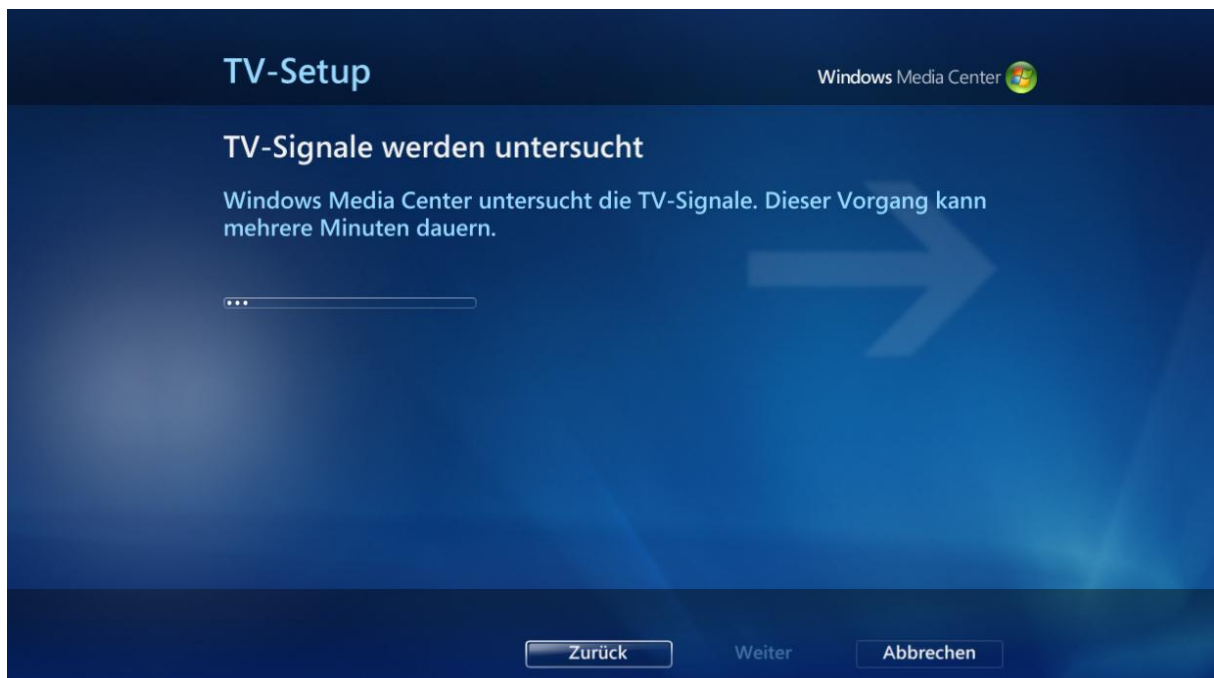 TV-Setup
Windows Media Center
TV-Signale werden untersucht
Windows Media Center untersucht die TV-Signale. Dieser Vorgang kann
mehrere Minuten dauern.
Zurück
Weiter
Abbrechen